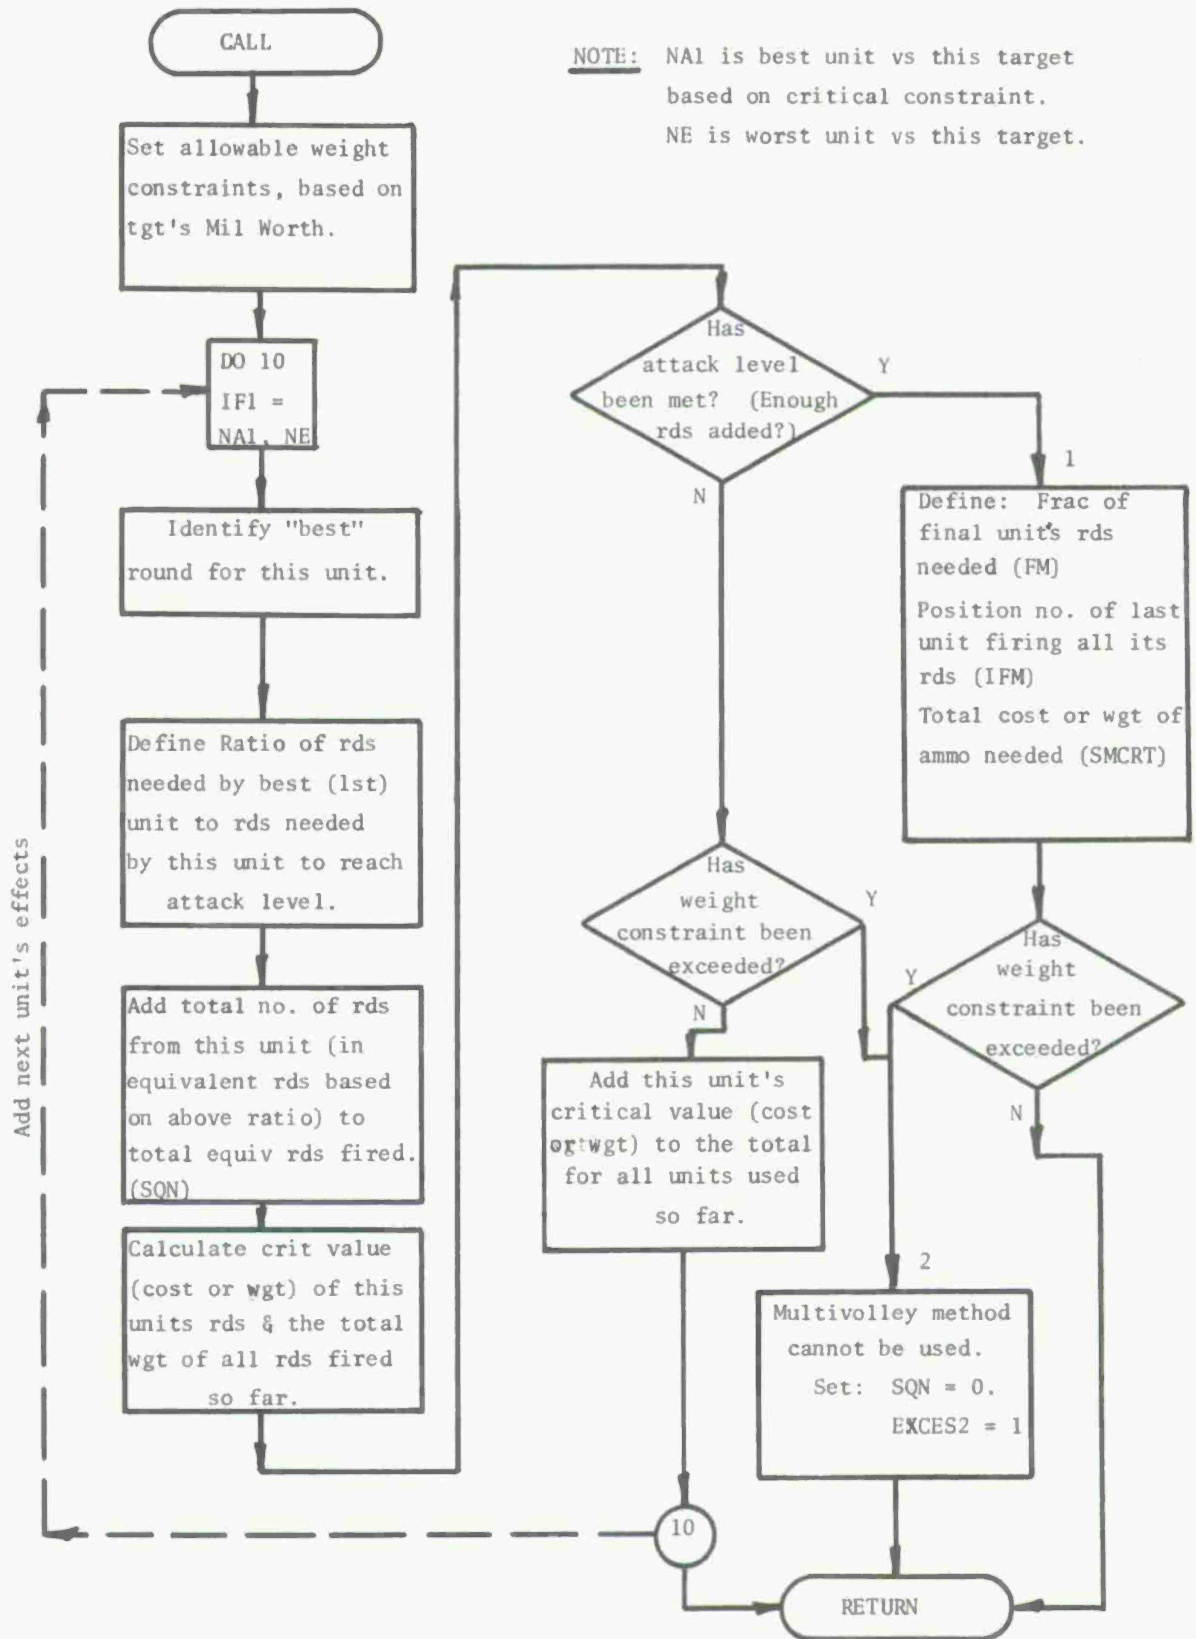 CALL
NOTE: NA1 is best unit vs this target
based on critical constraint.
NE is worst unit vs this target.
Set allowable weight
constraints, based on
tgt's Mil Worth.
DO 10
IF1 =
NA1, NE
Identify "best"
round for this unit.
Define Ratio of rds
needed by best (1st)
unit to rds needed
by this unit to reach
attack level.
Add total no. of rds
from this unit (in
equivalent rds based
on above ratio) to
total equiv rds fired.
(SQN)
Calculate crit value
(cost or wgt) of this
units rds & the total
wgt of all rds fired
so far.
Add next unit's effects
Has
attack level
been met? (Enough
rds added?)
Y
N
1
Define: Frac of
final unit's rds
needed (FM)
Position no. of last
unit firing all its
rds (IFM)
Total cost or wgt of
ammo needed (SMCRT)
Has
weight
constraint been
exceeded?
Y
N
Has
weight
constraint been
exceeded?
Y
N
Add this unit's
critical value (cost
or wgt) to the total
for all units used
so far.
2
Multivolley method
cannot be used.
Set: SQN = 0.
EXCES2 = 1
10
RETURN